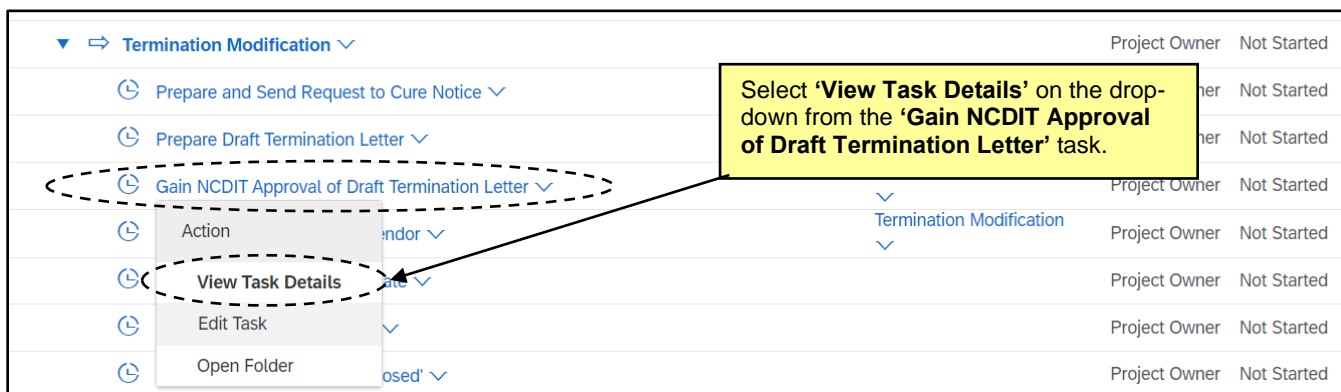 Termination Modification Project Owner Not Started
Prepare and Send Request to Cure Notice ner Not Started
Prepare Draft Termination Letter ner Not Started
Select ‘View Task Details’ on the drop-
down from the ‘Gain NCDIT Approval
of Draft Termination Letter’ task.
Gain NCDIT Approval of Draft Termination Letter Project Owner Not Started
Action endor Termination Modification Project Owner Not Started
View Task Details Project Owner Not Started
Edit Task Project Owner Not Started
Open Folder osed' Project Owner Not Started